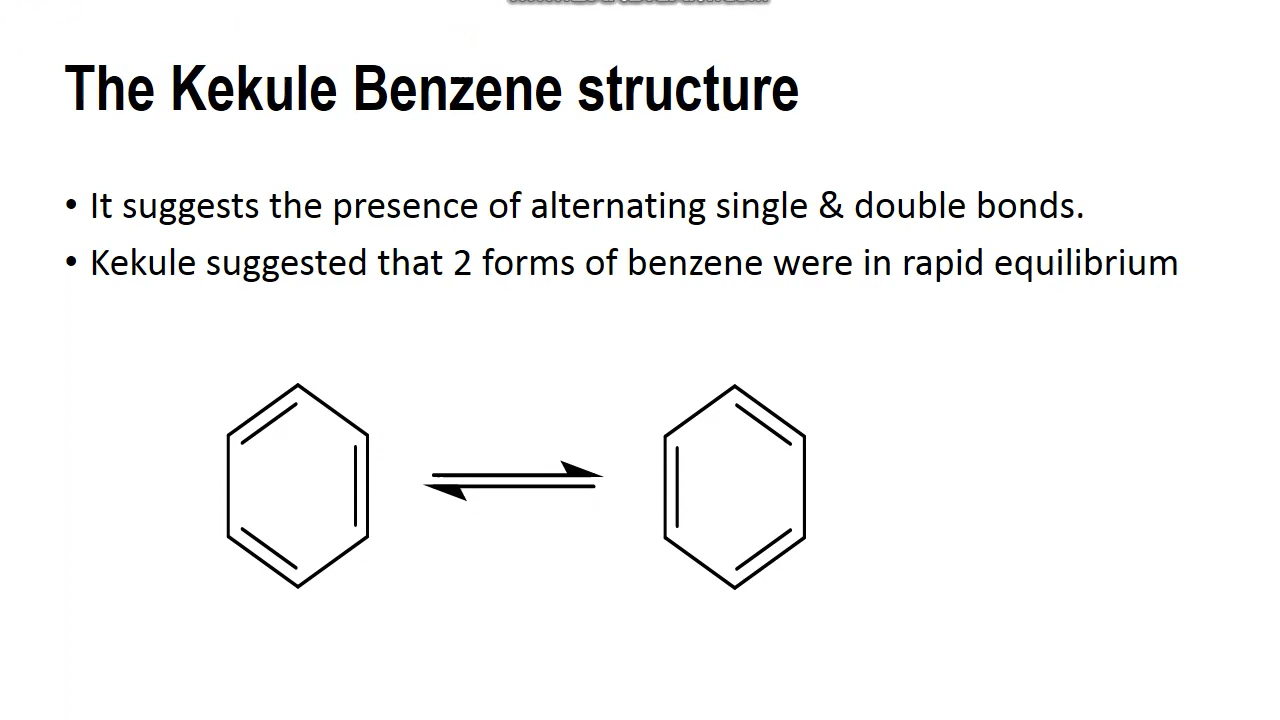 The Kekule Benzene structure
• It suggests the presence of alternating single & double bonds.
• Kekule suggested that 2 forms of benzene were in rapid equilibrium